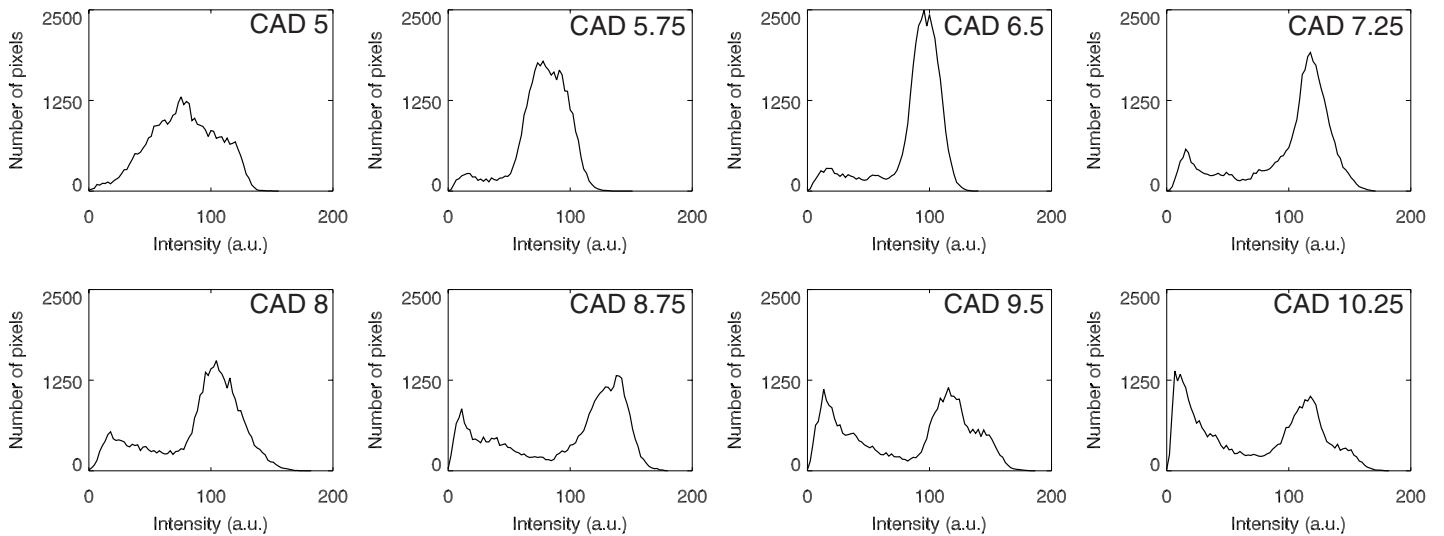 2500 CAD 5
Number of pixels
1250
0
0 100 200
Intensity (a.u.)
2500 CAD 5.75
Number of pixels
1250
0
0 100 200
Intensity (a.u.)
2500 CAD 6.5
Number of pixels
1250
0
0 100 200
Intensity (a.u.)
2500 CAD 7.25
Number of pixels
1250
0
0 100 200
Intensity (a.u.)
2500 CAD 8
Number of pixels
1250
0
0 100 200
Intensity (a.u.)
2500 CAD 8.75
Number of pixels
1250
0
0 100 200
Intensity (a.u.)
2500 CAD 9.5
Number of pixels
1250
0
0 100 200
Intensity (a.u.)
2500 CAD 10.25
Number of pixels
1250
0
0 100 200
Intensity (a.u.)